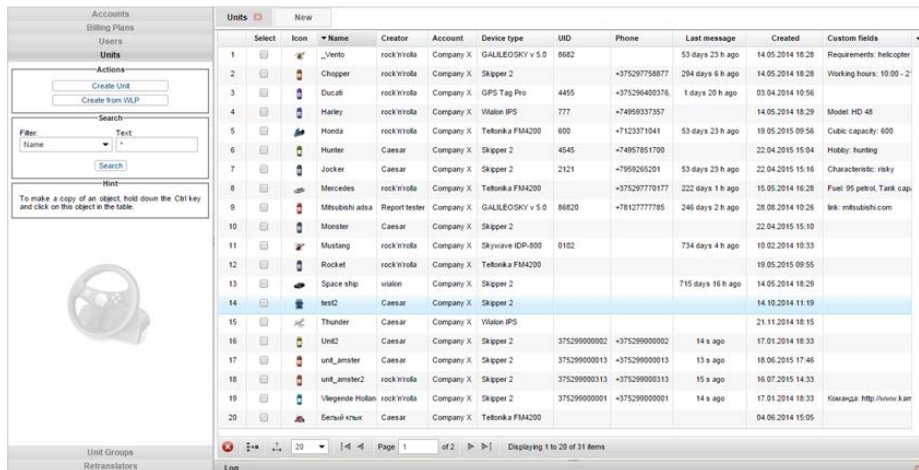 Accounts
Billing Plans
Users
Units
Actions
Create Unit
Create from WLP
Search
Filter: Text:
Name *
Search
Hint
To make a copy of an object, hold down the Ctrl key
and click on this object in the table.
Unit Groups
Retranslators
Units New
Select Icon Name Creator Account Device type UID Phone Last message Created Custom fields
1 _Vento rock'n'rolla Company X GALILEOSKY v 5.0 8682 53 days 23 h ago 14.05.2014 18:28 Requirements: helicopter
2 Chopper rock'n'rolla Company X Skipper 2 +375297758877 294 days 6 h ago 14.05.2014 18:28 Working hours: 10:00 - 2
3 Ducati rock'n'rolla Company X GPS Tag Pro 4455 +375296400376, 1 days 20 h ago 03.04.2014 10:56
4 Harley rock'n'rolla Company X Wialon IPS 777 +74959337357 14.05.2014 18:29 Model: HD 48
5 Honda rock'n'rolla Company X Teltonika FM4200 600 +7123371041 53 days 23 h ago 19.05.2015 09:56 Cubic capacity: 600
6 Hunter Caesar Company X Skipper 2 4545 +74957851700 22.04.2015 15:04 Hobby: hunting
7 Jocker Caesar Company X Skipper 2 2121 +7959265201 53 days 23 h ago 22.04.2015 15:16 Characteristic: risky
8 Mercedes rock'n'rolla Company X Teltonika FM4200 +375297770177 222 days 1 h ago 15.05.2014 16:28 Fuel: 95 petrol, Tank capa
9 Mitsubishi adsa Report tester Company X GALILEOSKY v 5.0 86820 +78127777785 246 days 2 h ago 28.08.2014 10:26 link: mitsubishi.com
10 Monster Caesar Company X Skipper 2 22.04.2015 15:10
11 Mustang rock'n'rolla Company X Skywave IDP-800 0102 734 days 4 h ago 10.02.2014 10:33
12 Rocket rock'n'rolla Company X Teltonika FM4200 19.05.2015 09:55
13 Space ship wialon Company X Skipper 2 715 days 16 h ago 14.05.2014 18:29
14 test2 Caesar Company X Skipper 2 14.10.2014 11:19
15 Thunder Caesar Company X Wialon IPS 21.11.2014 18:15
16 Unit2 Caesar Company X Skipper 2 375299000002 +375299000002 14 s ago 17.01.2014 18:33
17 unit_amster Caesar Company X Skipper 2 375299000013 +375299000013 13 s ago 18.06.2015 17:46
18 unit_amster2 rock'n'rolla Company X Skipper 2 375299000313 +375299000313 15 s ago 16.07.2015 14:33
19 Vliegende Hollan rock'n'rolla Company X Skipper 2 375299000001 +375299000001 14 s ago 17.01.2014 18:33 Команда: http://www.kam
20 Белый клык Caesar Company X Teltonika FM4200 04.06.2014 15:05
20 Page 1 of 2 Displaying 1 to 20 of 31 items
Log